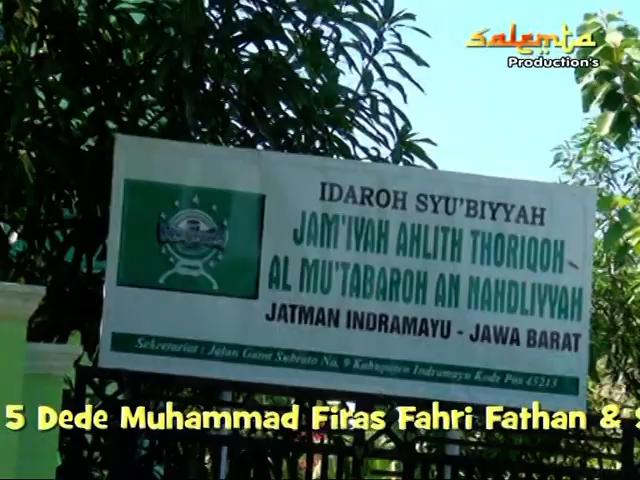 Salemta
Production's
IDAROH SYU'BIYYAH
JAM'IYAH AHLITH THORIQOH
AL MU'TABAROH AN NAHDLIYYAH
JATMAN INDRAMAYU - JAWA BARAT
Sekretariat : Jalan Gatot Subroto No. 9 Kabupaten Indramayu Kode Pos 45213
5 Dede Muhammad Firas Fahri Fathan &